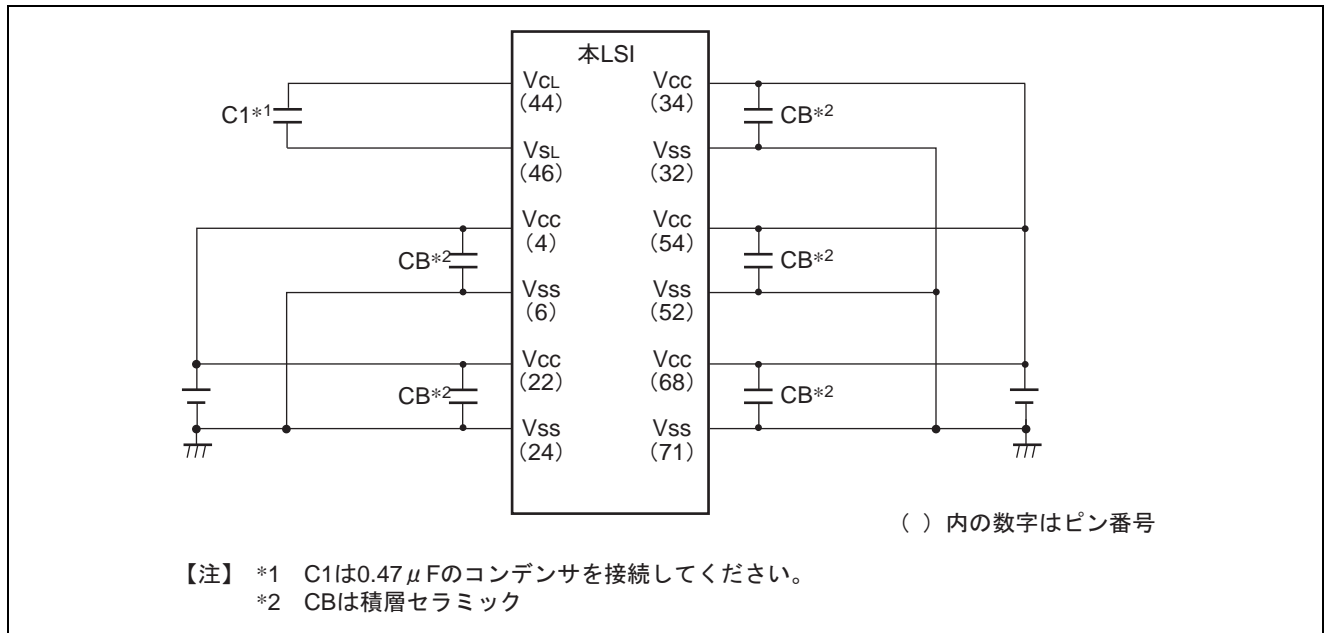 本LSI
VCL
(44)
VSL
(46)
C1*1
Vcc
(4)
Vss
(6)
CB*2
Vcc
(22)
Vss
(24)
CB*2
Vcc
(34)
Vss
(32)
CB*2
Vcc
(54)
Vss
(52)
CB*2
Vcc
(68)
Vss
(71)
CB*2
( ) 内の数字はピン番号
【注】 *1 C1は0.47μFのコンデンサを接続してください。
*2 CBは積層セラミック